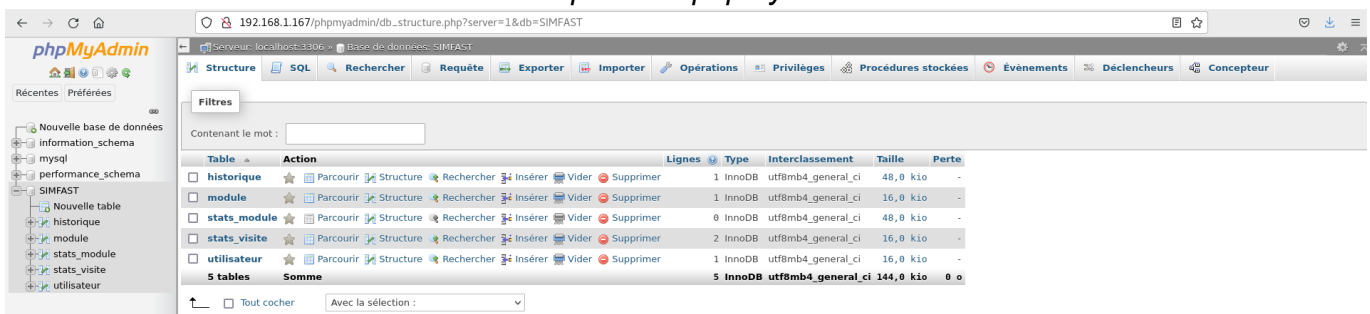 192.168.1.167/phpmyadmin/db_structure.php?server=1&db=SIMFAST
phpMyAdmin
Récentes Préférées
Nouvelle base de données
information_schema
mysql
performance_schema
SIMFAST
Nouvelle table
historique
module
stats_module
stats_visite
utilisateur
Serveur: localhost:3306 » Base de données: SIMFAST
Structure SQL Rechercher Requête Exporter Importer Opérations Privilèges Procédures stockées Évènements Déclencheurs Concepteur
Filtres
Contenant le mot :
Table Action Lignes Type Interclassement Taille Perte
historique Parcourir Structure Rechercher Insérer Vider Supprimer 1 InnoDB utf8mb4_general_ci 48,0 kio -
module Parcourir Structure Rechercher Insérer Vider Supprimer 1 InnoDB utf8mb4_general_ci 16,0 kio -
stats_module Parcourir Structure Rechercher Insérer Vider Supprimer 0 InnoDB utf8mb4_general_ci 48,0 kio -
stats_visite Parcourir Structure Rechercher Insérer Vider Supprimer 2 InnoDB utf8mb4_general_ci 16,0 kio -
utilisateur Parcourir Structure Rechercher Insérer Vider Supprimer 1 InnoDB utf8mb4_general_ci 16,0 kio -
5 tables Somme 5 InnoDB utf8mb4_general_ci 144,0 kio 0 o
Tout cocher Avec la sélection :